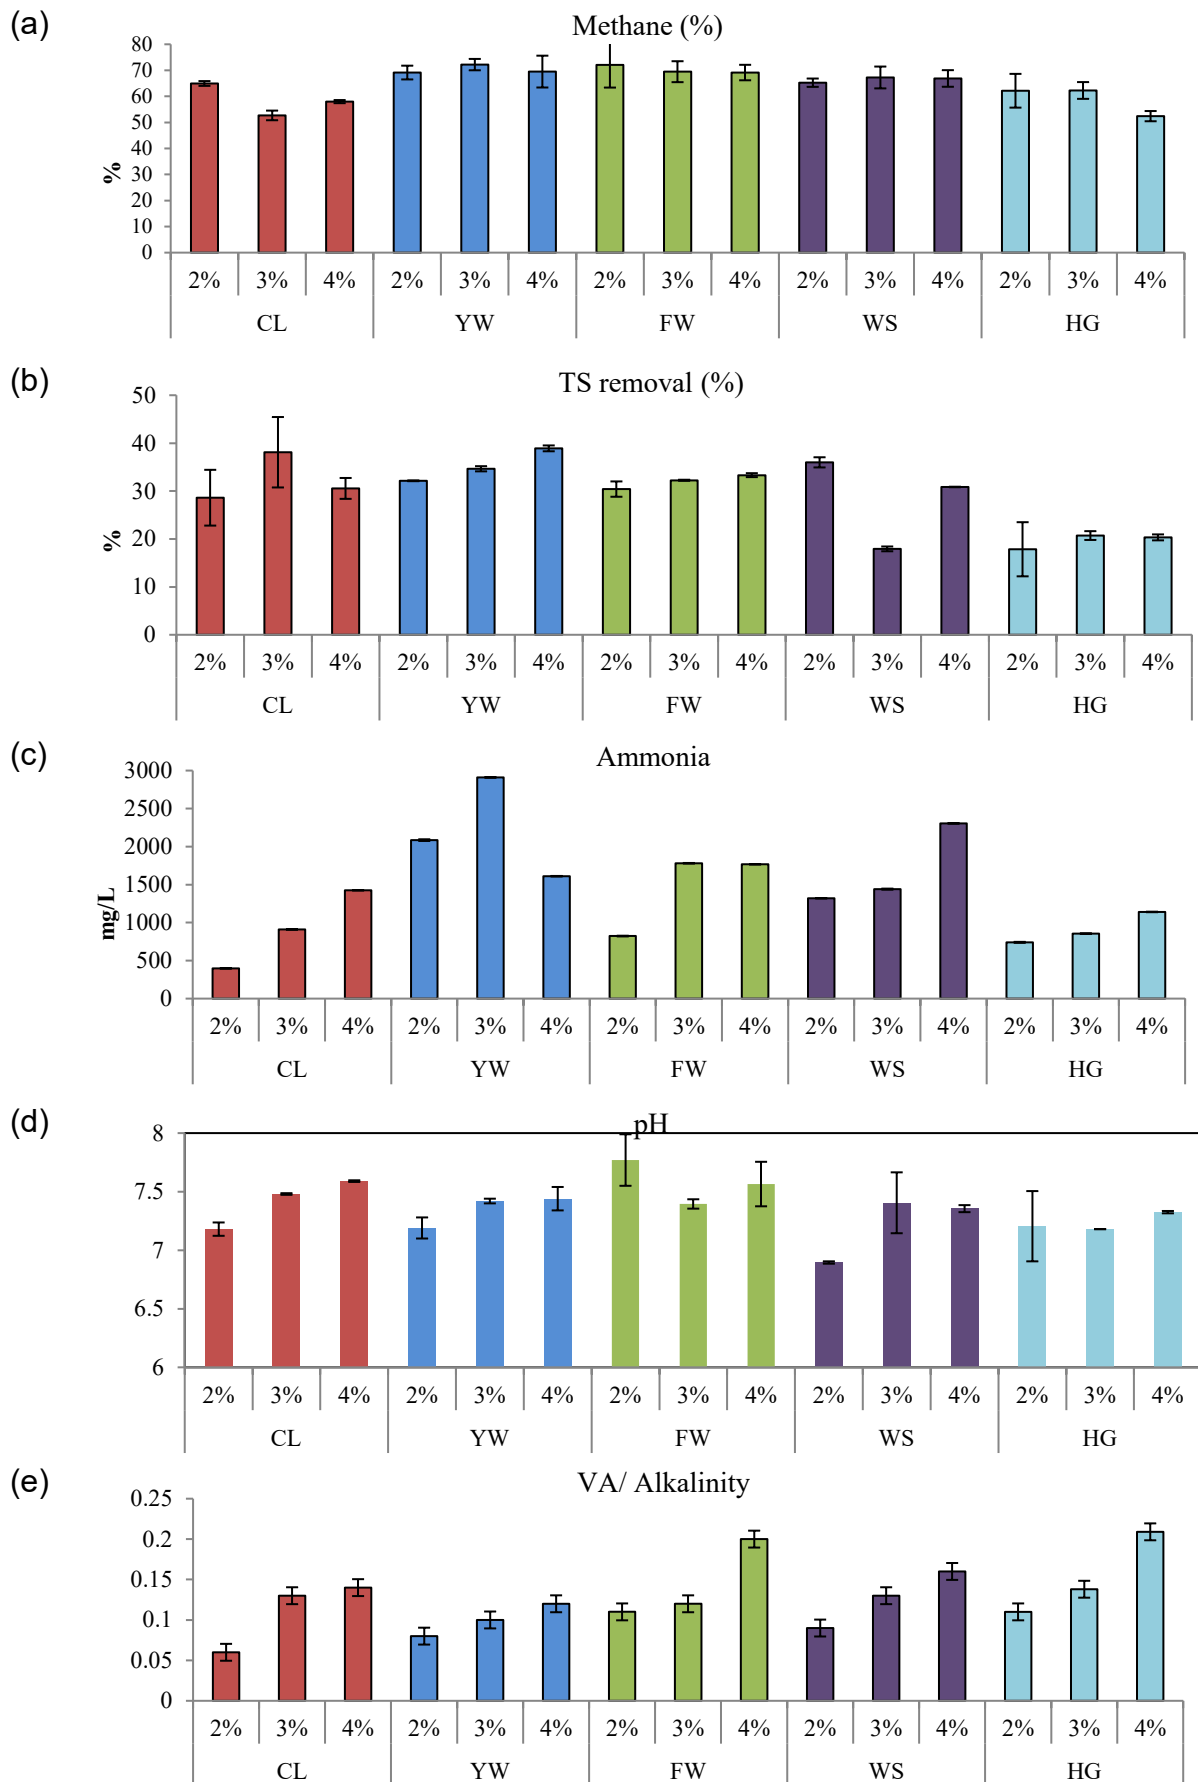 (a)
Methane (%)
80
70
60
50
40
30
20
10
0
%
2% 3% 4% 2% 3% 4% 2% 3% 4% 2% 3% 4% 2% 3% 4%
CL YW FW WS HG
(b)
TS removal (%)
50
40
30
20
10
0
%
2% 3% 4% 2% 3% 4% 2% 3% 4% 2% 3% 4% 2% 3% 4%
CL YW FW WS HG
(c)
Ammonia
3000
2500
2000
1500
1000
500
0
mg/L
2% 3% 4% 2% 3% 4% 2% 3% 4% 2% 3% 4% 2% 3% 4%
CL YW FW WS HG
(d)
pH
8
7.5
7
6.5
6
2% 3% 4% 2% 3% 4% 2% 3% 4% 2% 3% 4% 2% 3% 4%
CL YW FW WS HG
(e)
VA/ Alkalinity
0.25
0.2
0.15
0.1
0.05
0
2% 3% 4% 2% 3% 4% 2% 3% 4% 2% 3% 4% 2% 3% 4%
CL YW FW WS HG